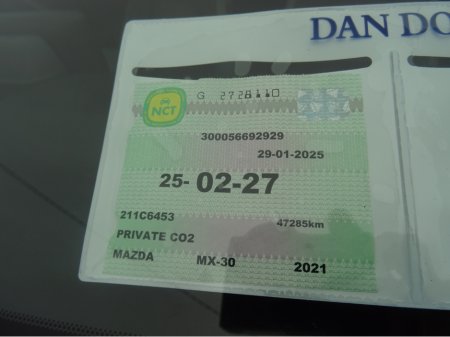 DAN DO
NCT
G 2728110
300056692929
29-01-2025
25- 02-27
211C6453
47285km
PRIVATE CO2
MAZDA MX-30 2021